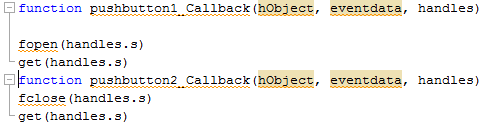 function pushbutton1_Callback(hObject, eventdata, handles)
fopen(handles.s)
get(handles.s)
function pushbutton2_Callback(hObject, eventdata, handles)
fclose(handles.s)
get(handles.s)